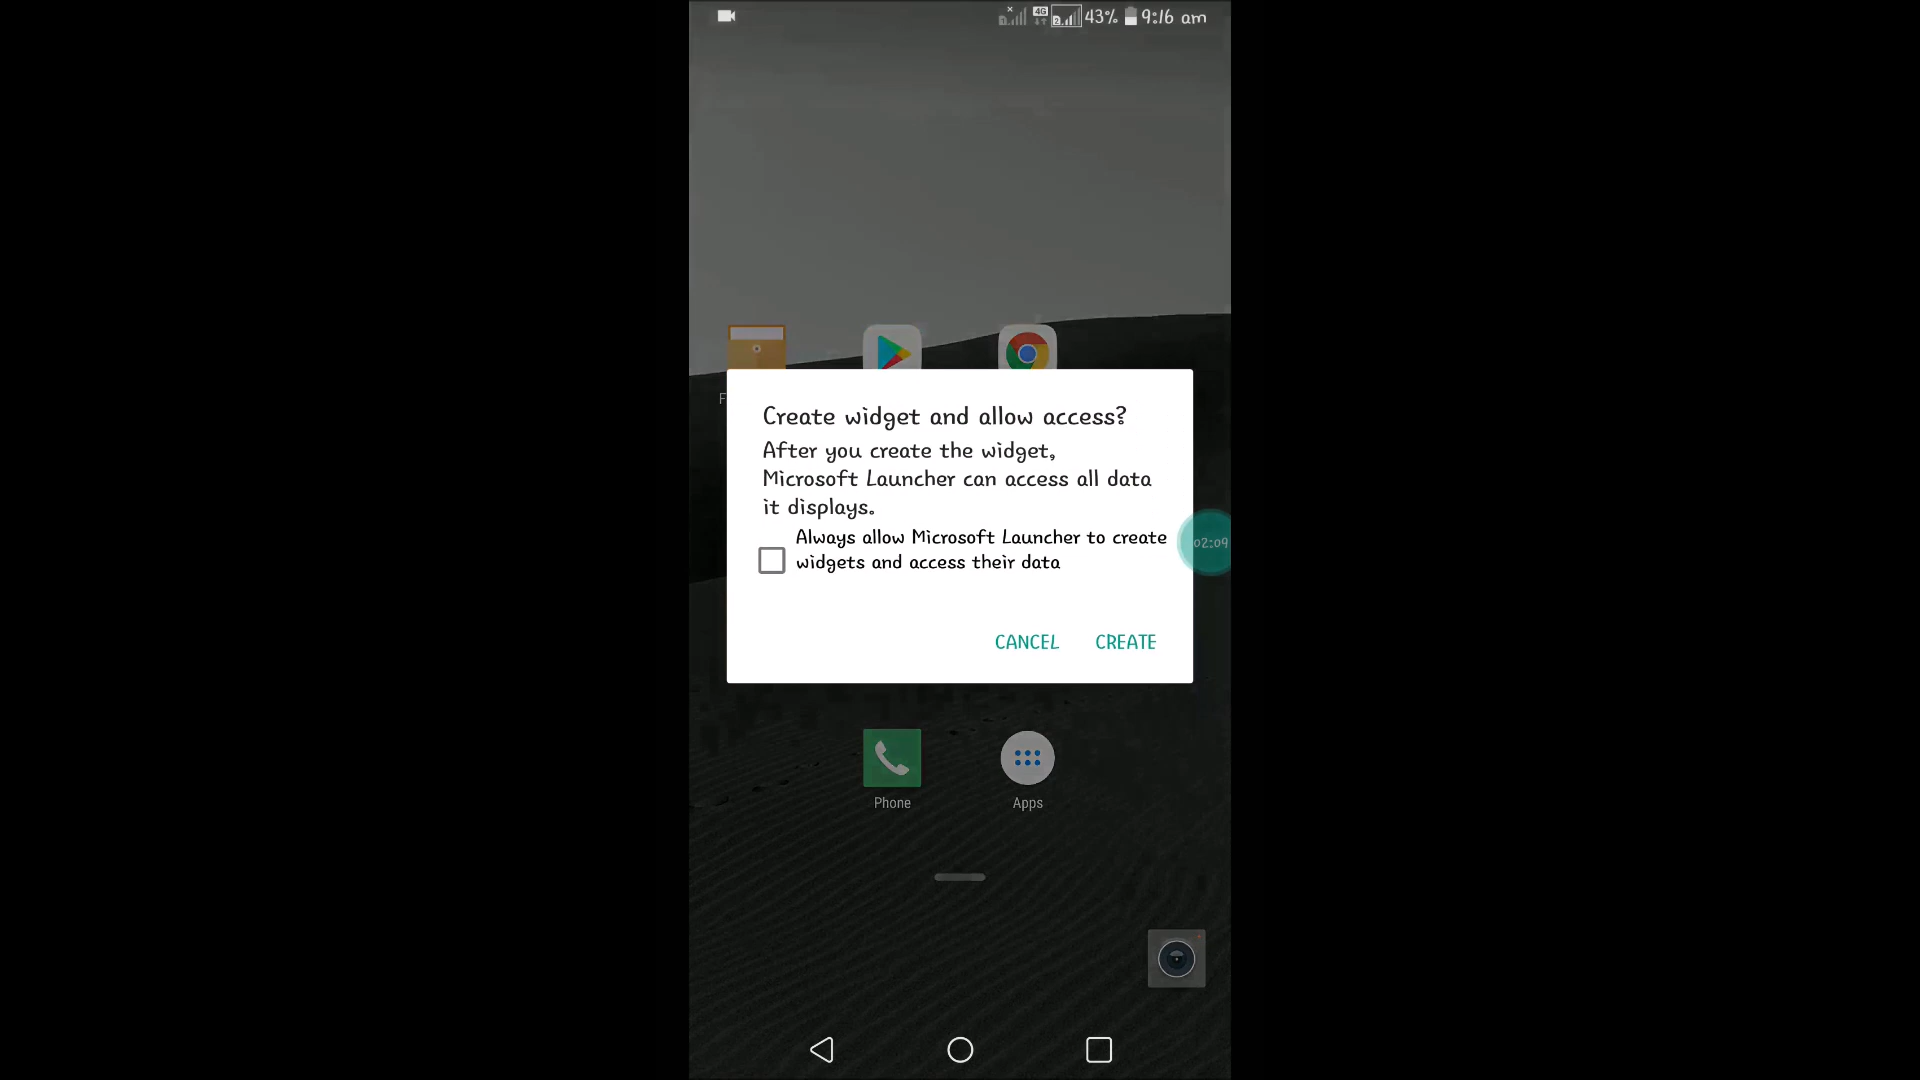 4G 2 43% 9:16 am
F
Create widget and allow access?
After you create the widget,
Microsoft Launcher can access all data
it displays.
Always allow Microsoft Launcher to create
widgets and access their data
02:09
CANCEL CREATE
Phone Apps